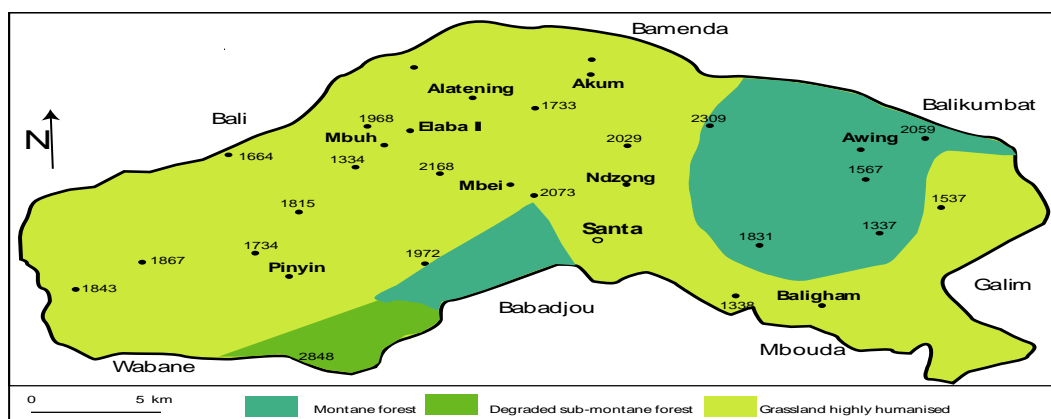 Bamenda
Akum
Alatening
1733
Balikumbat
Bali
1968
Elaba II
2309
2059
N
Mbuh
Awing
1664
1334
2029
2168
1567
Mbei
Ndzong
2073
1537
1815
Santa
1337
1734
1972
1831
1867
Pinyin
1843
Galim
Baligham
1338
Babadjou
2848
Mbouda
Wabane
0 5 km
Montane forest
Degraded sub-montane forest
Grassland highly humanised